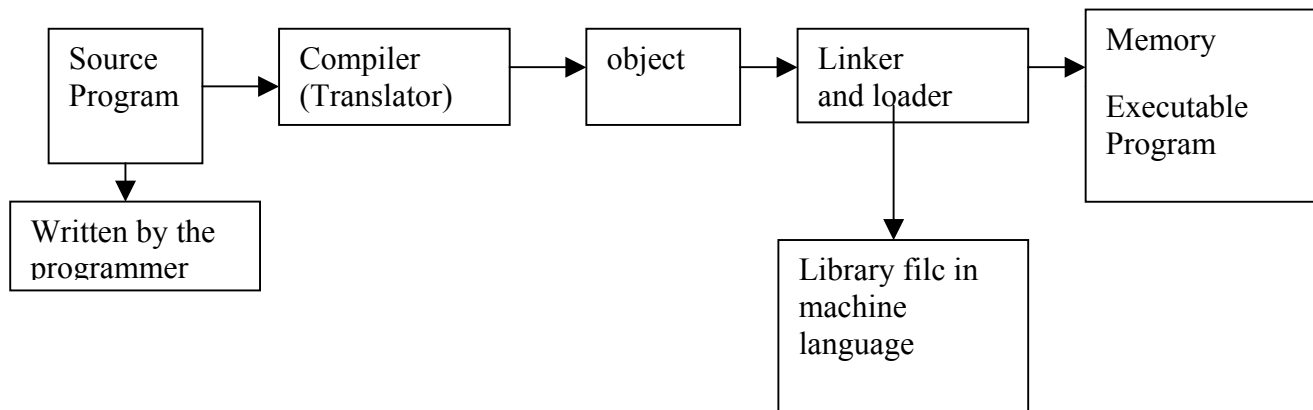 Source
Program
Compiler
(Translator)
object
Linker
and loader
Memory
Executable
Program
Written by the
programmer
Library filc in
machine
language